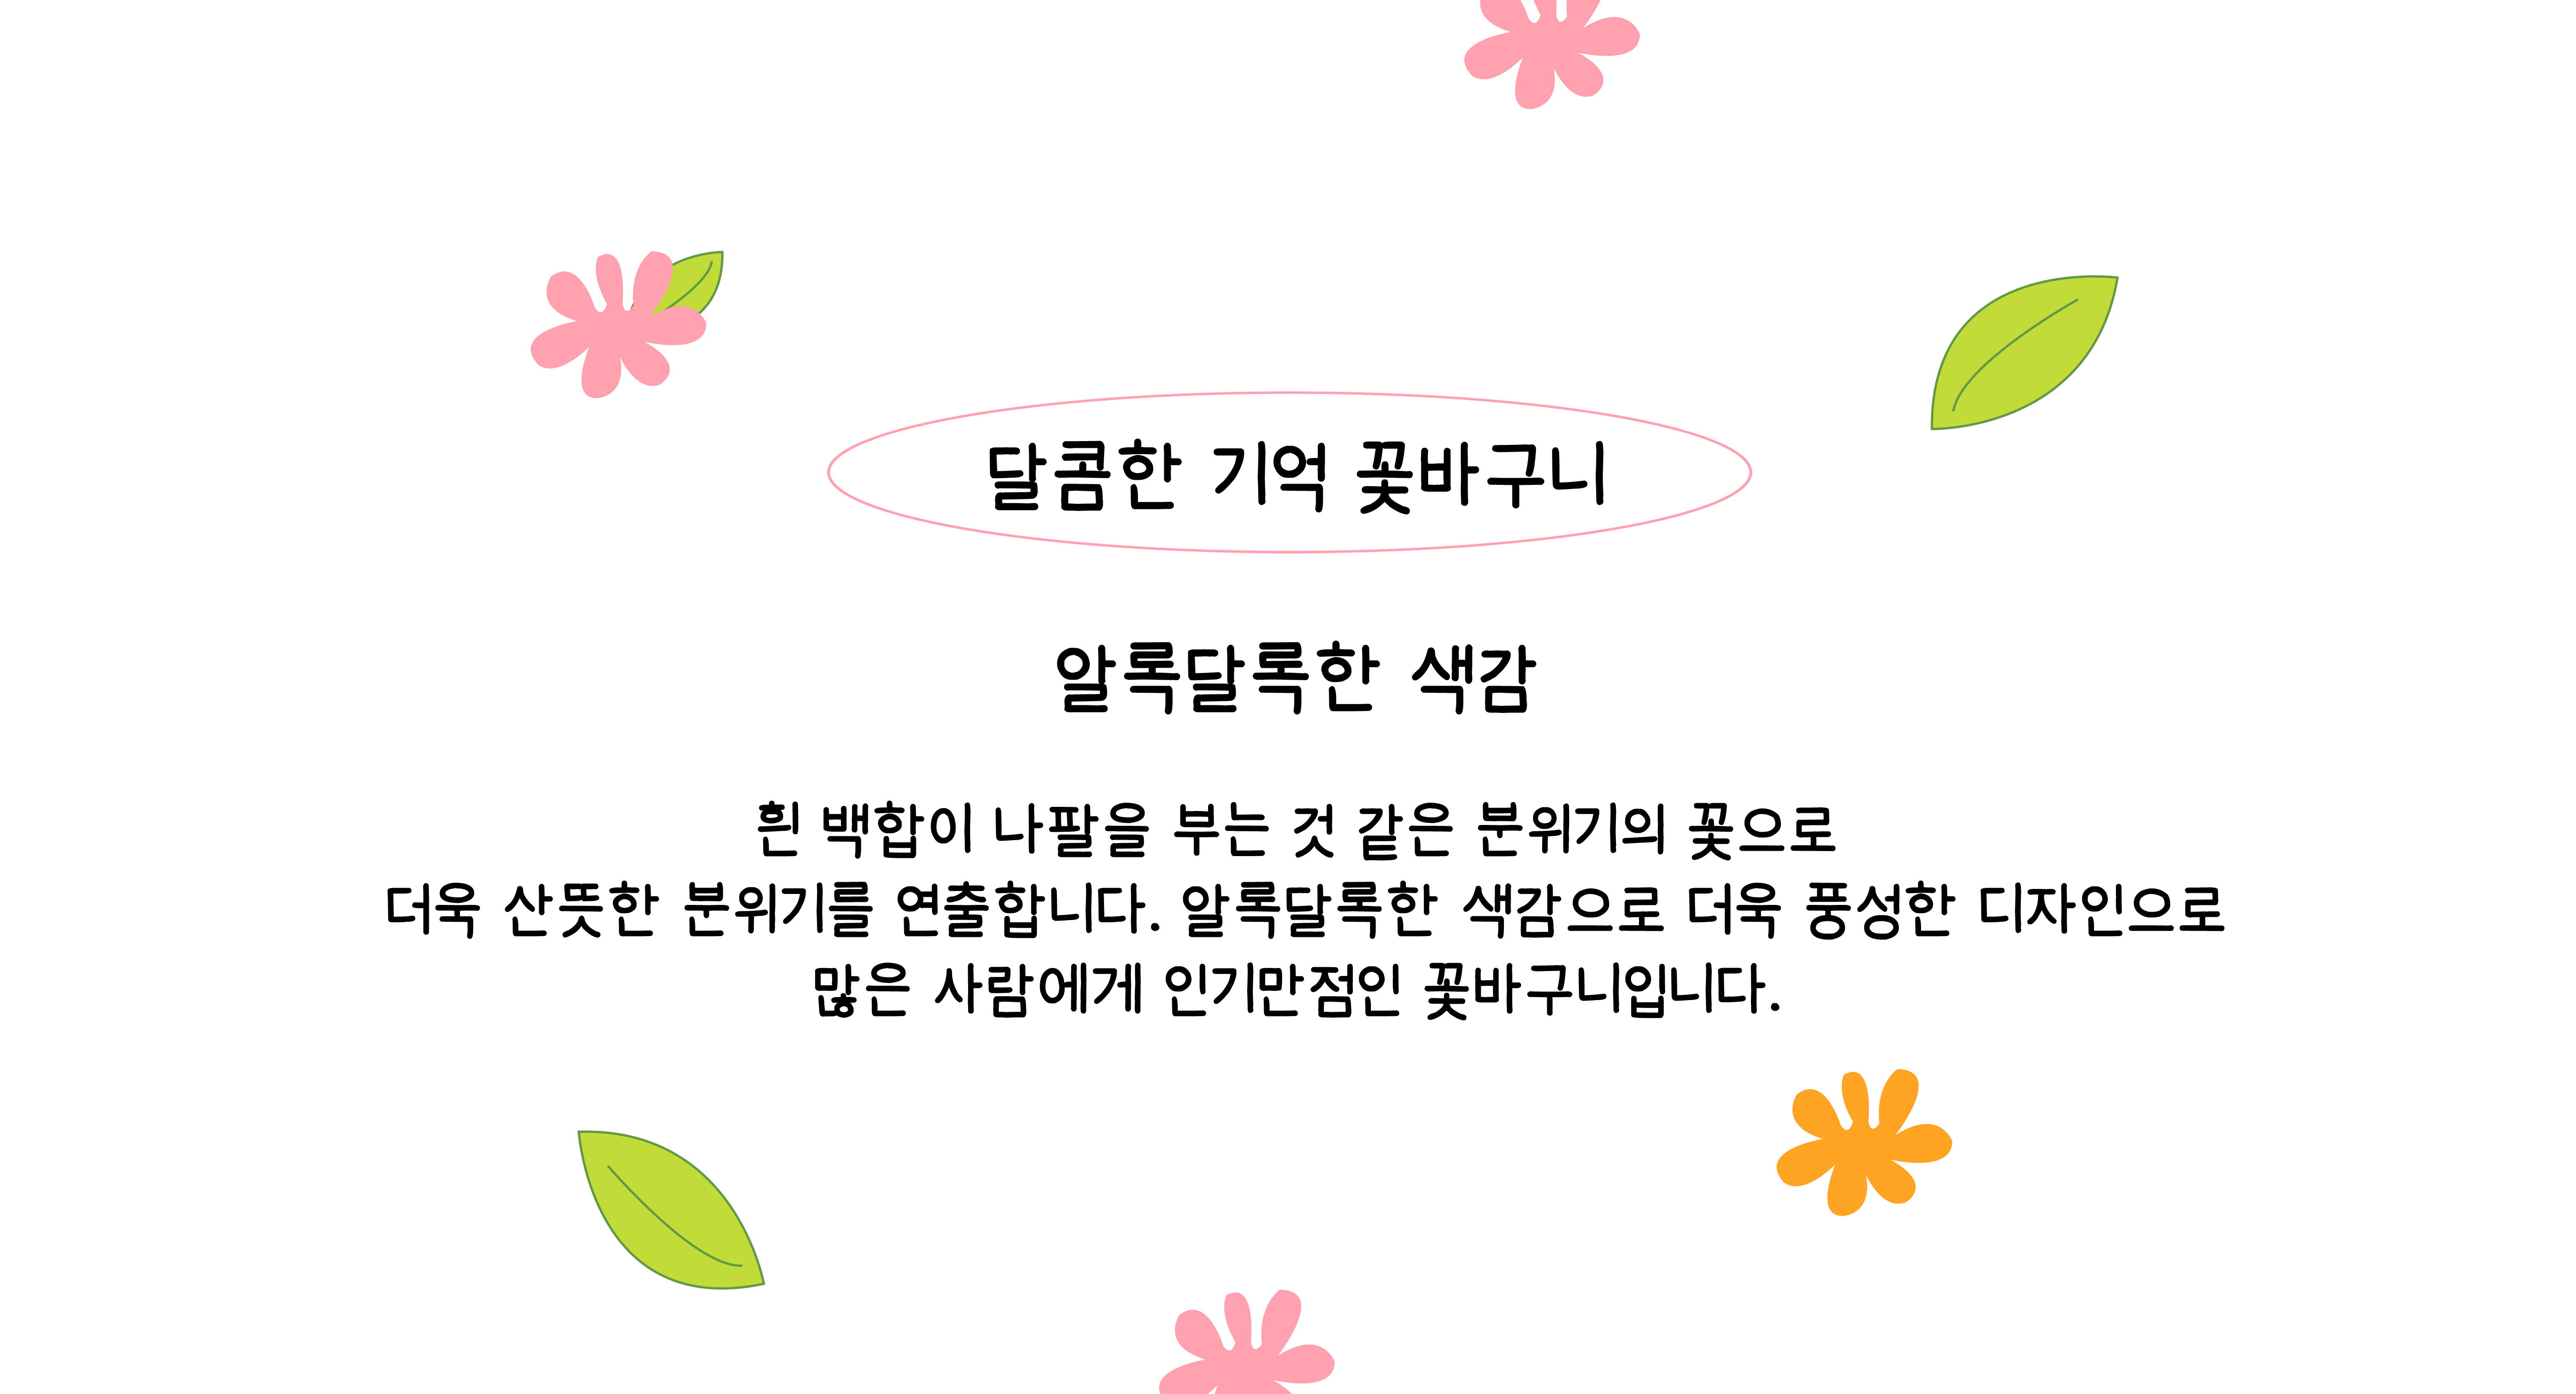 달콤한 기억 꽃바구니
알록달록한 색감
흰 백합이 나팔을 부는 것 같은 분위기의 꽃으로
더욱 산뜻한 분위기를 연출합니다. 알록달록한 색감으로 더욱 풍성한 디자인으로
많은 사람에게 인기만점인 꽃바구니입니다.